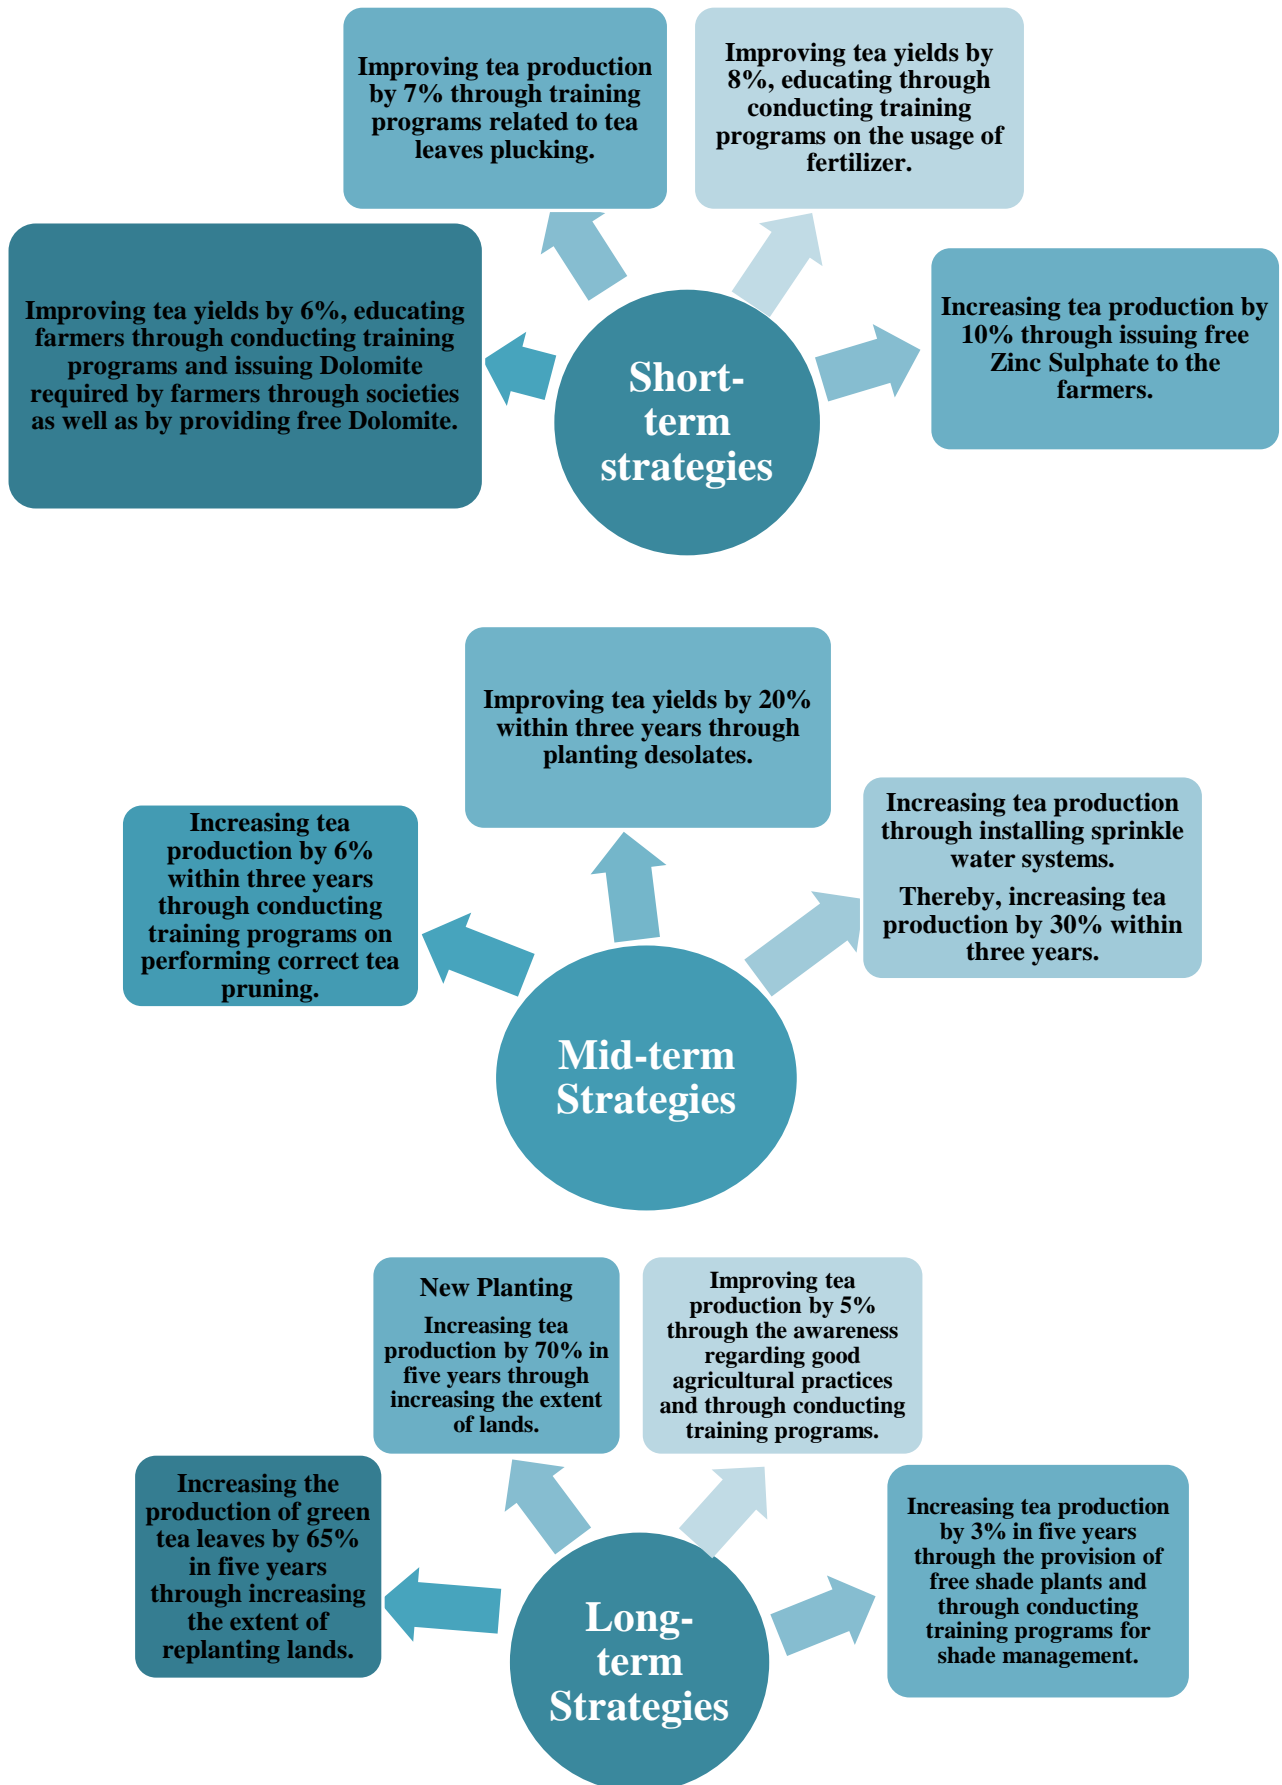 Improving tea production
by 7% through training
programs related to tea
leaves plucking.
Improving tea yields by
8%, educating through
conducting training
programs on the usage of
fertilizer.
Improving tea yields by 6%, educating
farmers through conducting training
programs and issuing Dolomite
required by farmers through societies
as well as by providing free Dolomite.
Increasing tea production by
10% through issuing free
Zinc Sulphate to the
farmers.
Short-
term
strategies
Improving tea yields by 20%
within three years through
planting desolates.
Increasing tea
production by 6%
within three years
through conducting
training programs on
performing correct tea
pruning.
Increasing tea production
through installing sprinkle
water systems.
Thereby, increasing tea
production by 30% within
three years.
Mid-term
Strategies
New Planting
Increasing tea
production by 70% in
five years through
increasing the extent
of lands.
Improving tea
production by 5%
through the awareness
regarding good
agricultural practices
and through conducting
training programs.
Increasing the
production of green
tea leaves by 65%
in five years
through increasing
the extent of
replanting lands.
Increasing tea production
by 3% in five years
through the provision of
free shade plants and
through conducting
training programs for
shade management.
Long-
term
Strategies